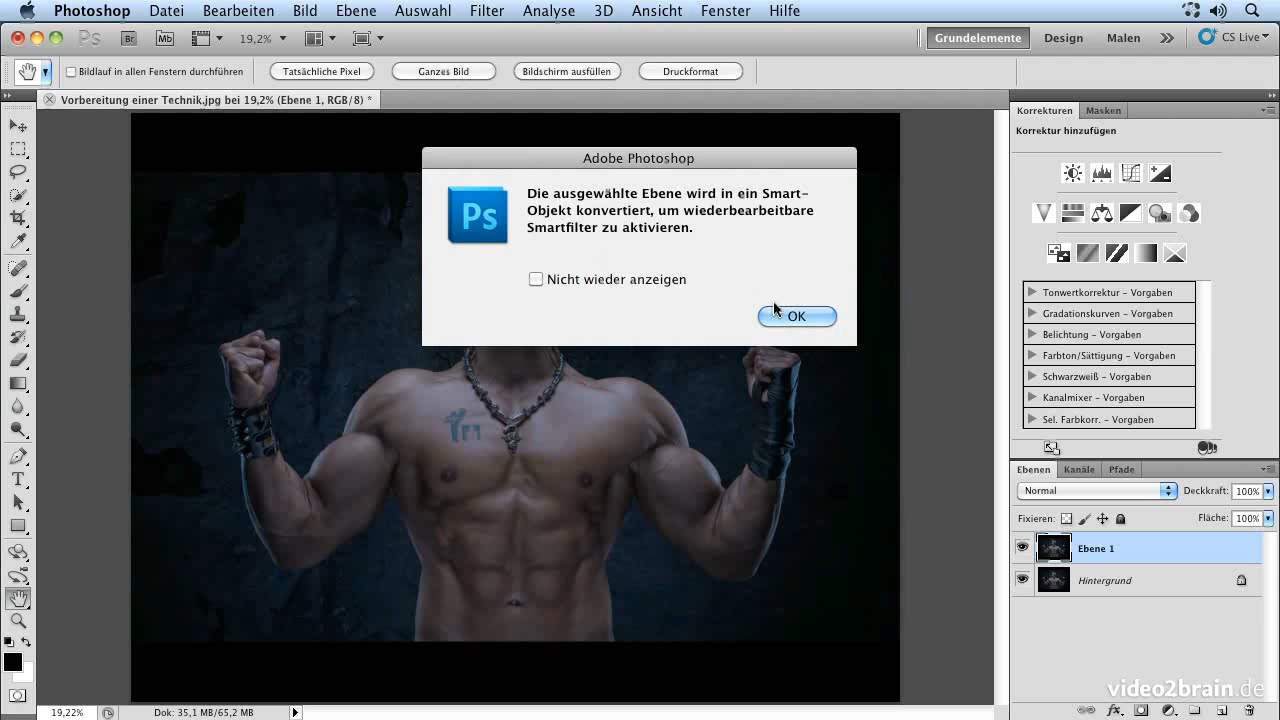 Photoshop Datei Bearbeiten Bild Ebene Auswahl Filter Analyse 3D Ansicht Fenster Hilfe
Ps Br Mb 19,2% Grundelemente Design Malen CS Live
Bildlauf in allen Fenstern durchführen Tatsächliche Pixel Ganzes Bild Bildschirm ausfüllen Druckformat
Vorbereitung einer Technik.jpg bei 19,2% (Ebene 1, RGB/8) *
Korrekturen Masken
Korrektur hinzufügen
Adobe Photoshop
Ps
Die ausgewählte Ebene wird in ein Smart-
Objekt konvertiert, um wiederbearbeitbare
Smartfilter zu aktivieren.
Nicht wieder anzeigen
OK
Tonwertkorrektur - Vorgaben
Gradationskurven - Vorgaben
Belichtung - Vorgaben
Farbton/Sättigung - Vorgaben
Schwarzweiß - Vorgaben
Kanalmixer - Vorgaben
Sel. Farbkorr. - Vorgaben
Ebenen Kanäle Pfade
Normal Deckkraft: 100%
Fixieren: Fläche: 100%
Ebene 1
Hintergrund
video2brain.de
19,22% Dok: 35,1 MB/65,2 MB